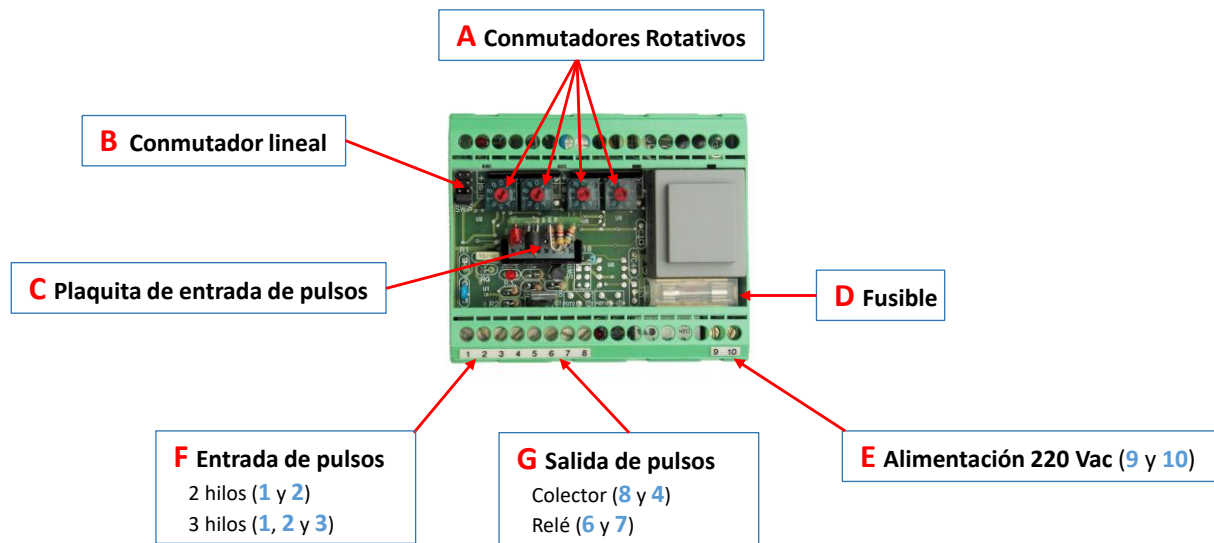 A Conmutadores Rotativos
B Conmutador lineal
C Plaquita de entrada de pulsos
D Fusible
1 2 3 4 5 6 7 8 9 10
F Entrada de pulsos
2 hilos (1 y 2)
3 hilos (1, 2 y 3)
G Salida de pulsos
Colector (8 y 4)
Relé (6 y 7)
E Alimentación 220 Vac (9 y 10)